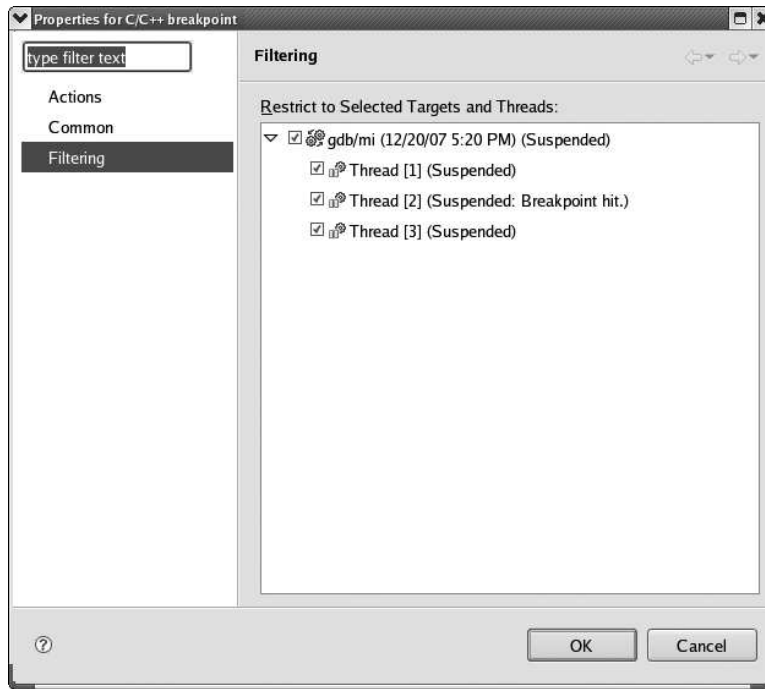 Properties for C/C++ breakpoint
type filter text
Actions
Common
Filtering
Filtering
Restrict to Selected Targets and Threads:
gdb/mi (12/20/07 5:20 PM) (Suspended)
Thread [1] (Suspended)
Thread [2] (Suspended: Breakpoint hit.)
Thread [3] (Suspended)
?
OK
Cancel